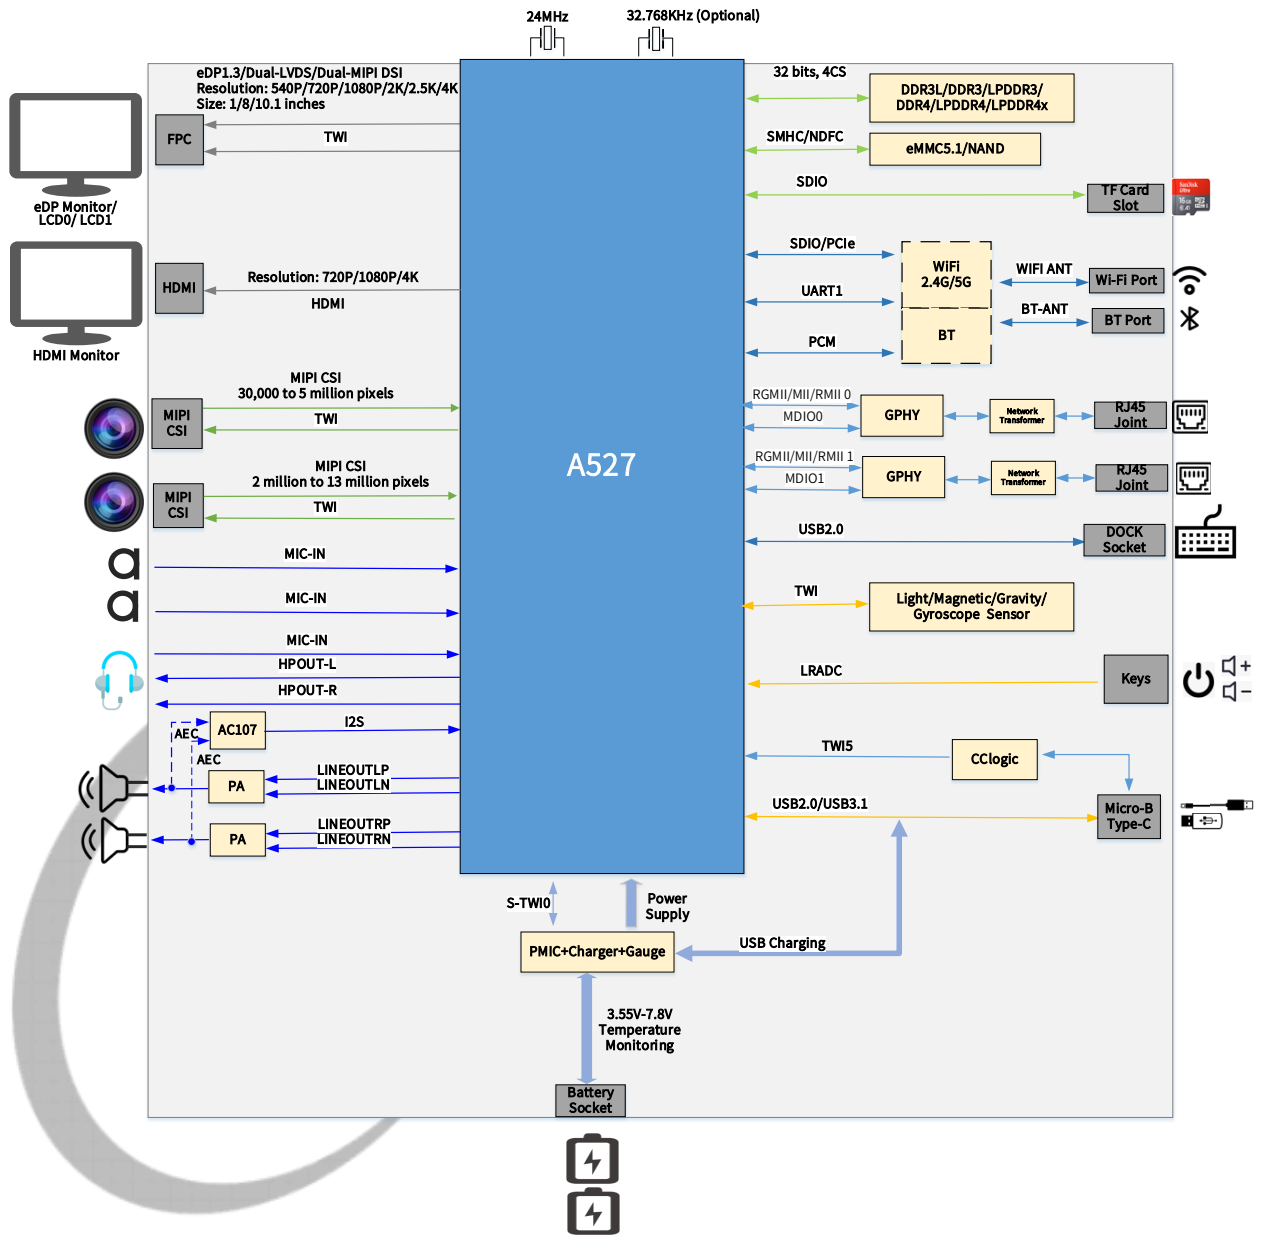 24MHz
32.768KHz (Optional)
eDP1.3/Dual-LVDS/Dual-MIPI DSI
Resolution: 540P/720P/1080P/2K/2.5K/4K
Size: 1/8/10.1 inches
FPC
TWI
eDP Monitor/
LCD0/ LCD1
HDMI
Resolution: 720P/1080P/4K
HDMI
HDMI Monitor
MIPI CSI
30,000 to 5 million pixels
MIPI
CSI
TWI
MIPI CSI
2 million to 13 million pixels
MIPI
CSI
TWI
MIC-IN
MIC-IN
MIC-IN
HPOUT-L
HPOUT-R
AC107
I2S
AEC
AEC
PA
LINEOUTLP
LINEOUTLN
PA
LINEOUTRP
LINEOUTRN
A527
32 bits, 4CS
DDR3L/DDR3/LPDDR3/
DDR4/LPDDR4/LPDDR4x
SMHC/NDFC
eMMC5.1/NAND
SDIO
TF Card
Slot
SanDisk
Ultra
16GB
SDIO/PCIe
WiFi
2.4G/5G
WIFI ANT
Wi-Fi Port
UART1
BT-ANT
BT Port
BT
PCM
RGMII/MII/RMII 0
MDIO0
GPHY
Network
Transformer
RJ45
Joint
RGMII/MII/RMII 1
MDIO1
GPHY
Network
Transformer
RJ45
Joint
USB2.0
DOCK
Socket
TWI
Light/Magnetic/Gravity/
Gyroscope Sensor
LRADC
Keys
TWI5
CClogic
USB2.0/USB3.1
Micro-B
Type-C
S-TWI0
Power
Supply
PMIC+Charger+Gauge
USB Charging
3.55V-7.8V
Temperature
Monitoring
Battery
Socket